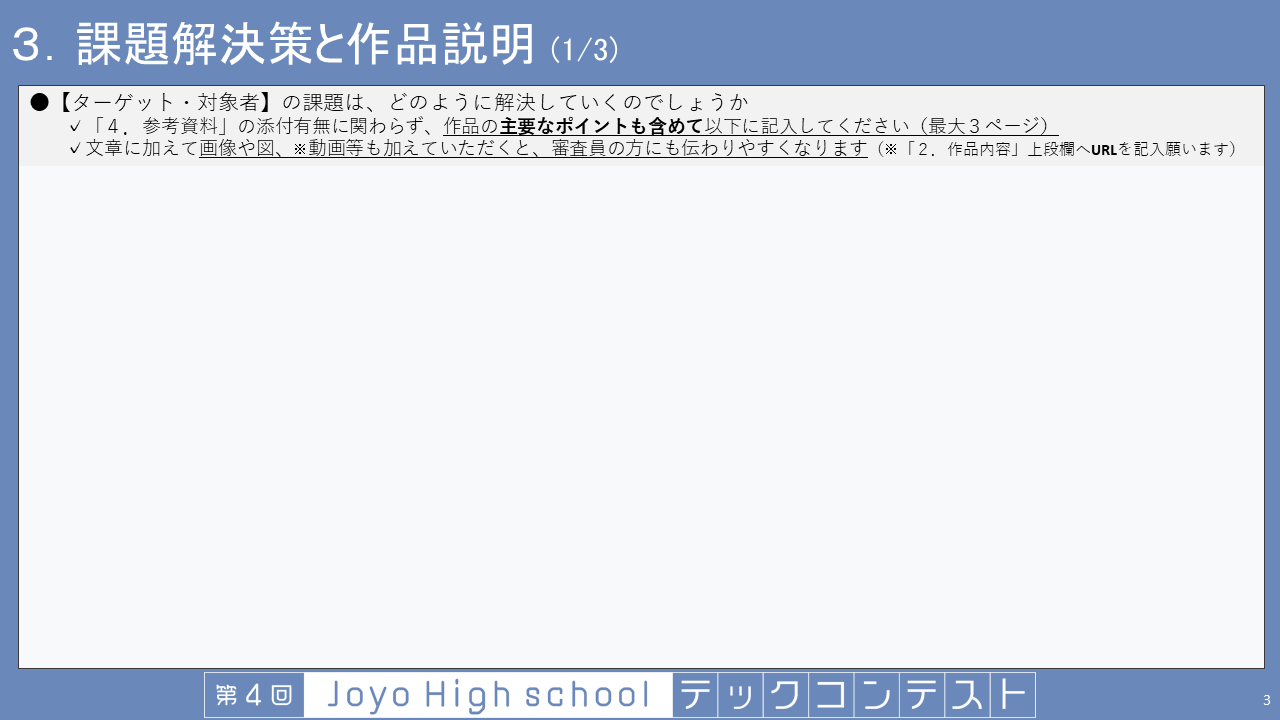 ３．課題解決策と作品説明 (1/3)
●【ターゲット・対象者】の課題は、どのように解決していくのでしょうか
✓「４．参考資料」の添付有無に関わらず、作品の主要なポイントも含めて以下に記入してください（最大３ページ）
✓文章に加えて画像や図、※動画等も加えていただくと、審査員の方にも伝わりやすくなります（※「２．作品内容」上段欄へURLを記入願います）
第４回 Joyo High school テックコンテスト
3